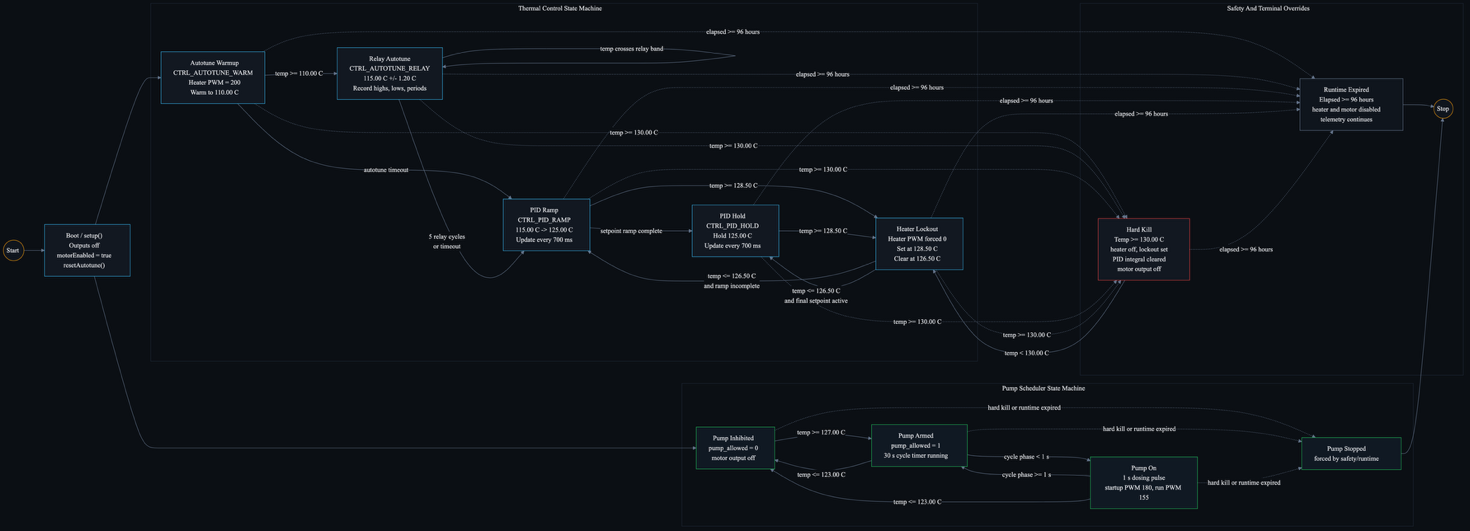 Thermal Control State Machine
Safety And Terminal Overrides
elapsed >= 96 hours
Autotune Warmup
CTRL_AUTOTUNE_WARM
Heater PWM = 200
Warm to 110.00 C
temp >= 110.00 C
Relay Autotune
CTRL_AUTOTUNE_RELAY
115.00 C +/- 1.20 C
Record highs, lows, periods
temp crosses relay band
elapsed >= 96 hours
elapsed >= 96 hours
elapsed >= 96 hours
elapsed >= 96 hours
Runtime Expired
Elapsed >= 96 hours
heater and motor disabled
telemetry continues
Stop
temp >= 130.00 C
temp >= 130.00 C
temp >= 130.00 C
autotune timeout
temp >= 128.50 C
Start
Boot / setup()
Outputs off
motorEnabled = true
resetAutotune()
5 relay cycles
or timeout
PID Ramp
CTRL_PID_RAMP
115.00 C -> 125.00 C
Update every 700 ms
setpoint ramp complete
PID Hold
CTRL_PID_HOLD
Hold 125.00 C
Update every 700 ms
temp >= 128.50 C
Heater Lockout
Heater PWM forced 0
Set at 128.50 C
Clear at 126.50 C
Hard Kill
Temp >= 130.00 C
heater off, lockout set
PID integral cleared
motor output off
elapsed >= 96 hours
temp <= 126.50 C
and ramp incomplete
temp <= 126.50 C
and final setpoint active
temp >= 130.00 C
temp >= 130.00 C
temp < 130.00 C
Pump Scheduler State Machine
hard kill or runtime expired
Pump Inhibited
pump_allowed = 0
motor output off
temp >= 127.00 C
temp <= 123.00 C
Pump Armed
pump_allowed = 1
30 s cycle timer running
hard kill or runtime expired
cycle phase < 1 s
cycle phase >= 1 s
Pump On
1 s dosing pulse
startup PWM 180, run PWM
155
hard kill or runtime expired
Pump Stopped
forced by safety/runtime
temp <= 123.00 C